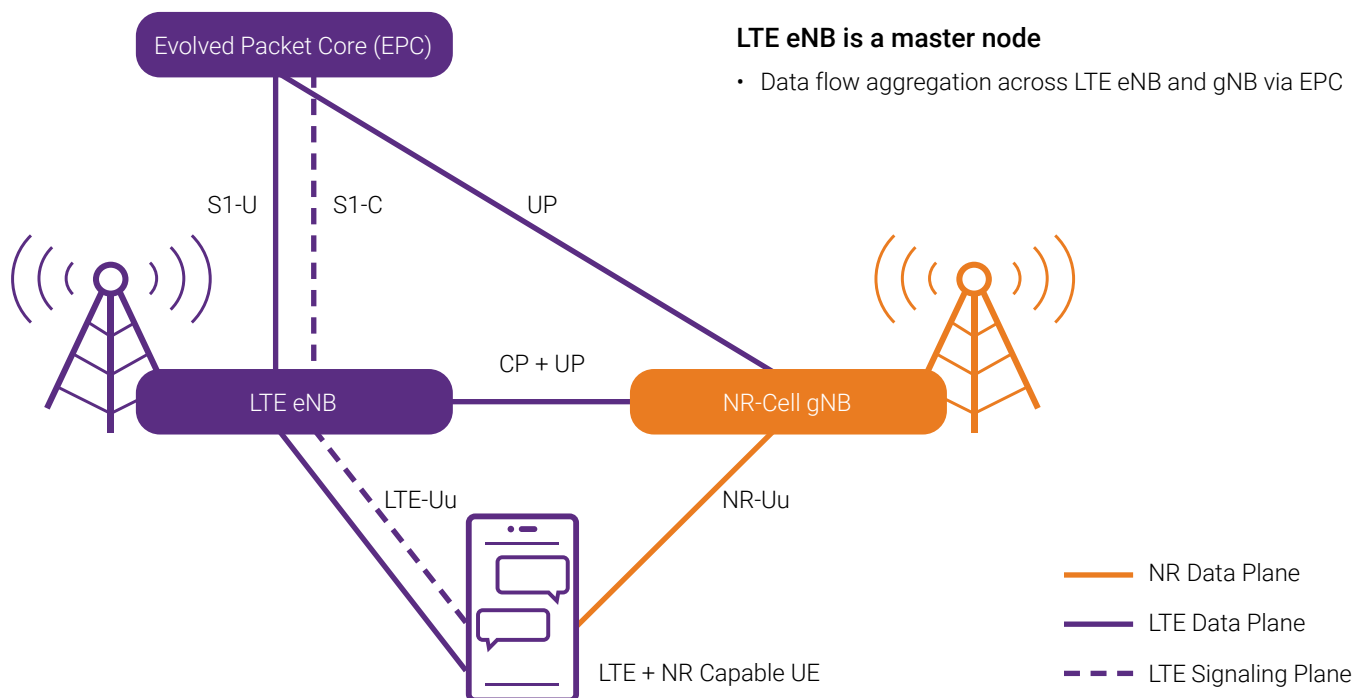 Evolved Packet Core (EPC)
LTE eNB is a master node
• Data flow aggregation across LTE eNB and gNB via EPC
S1-U
S1-C
UP
CP + UP
LTE eNB
NR-Cell gNB
LTE-Uu
NR-Uu
LTE + NR Capable UE
NR Data Plane
LTE Data Plane
LTE Signaling Plane